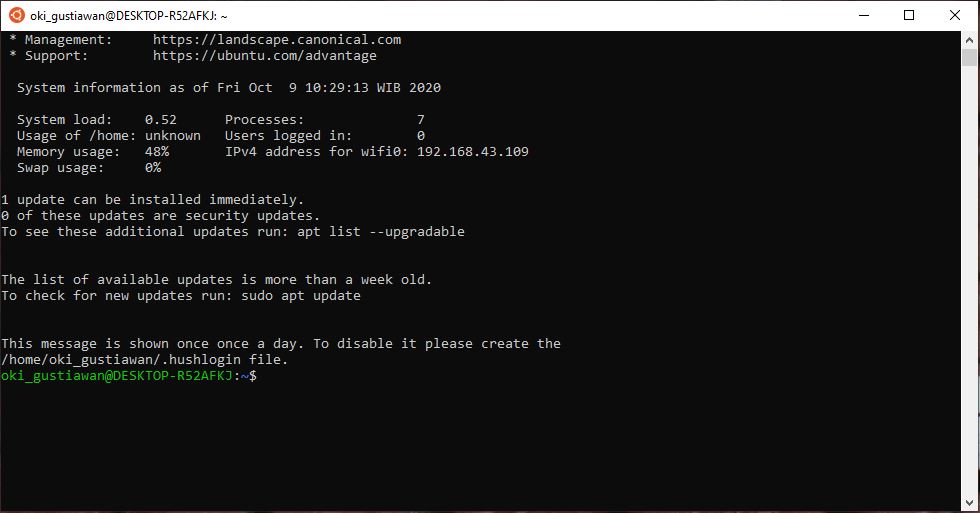 oki_gustiawan@DESKTOP-R52AFKJ: ~
* Management:     https://landscape.canonical.com
* Support:        https://ubuntu.com/advantage
System information as of Fri Oct  9 10:29:13 WIB 2020
System load:    0.52      Processes:              7
Usage of /home: unknown   Users logged in:        0
Memory usage:   48%       IPv4 address for wifi0: 192.168.43.109
Swap usage:     0%
1 update can be installed immediately.
0 of these updates are security updates.
To see these additional updates run: apt list --upgradable
The list of available updates is more than a week old.
To check for new updates run: sudo apt update
This message is shown once once a day. To disable it please create the
/home/oki_gustiawan/.hushlogin file.
oki_gustiawan@DESKTOP-R52AFKJ:~$